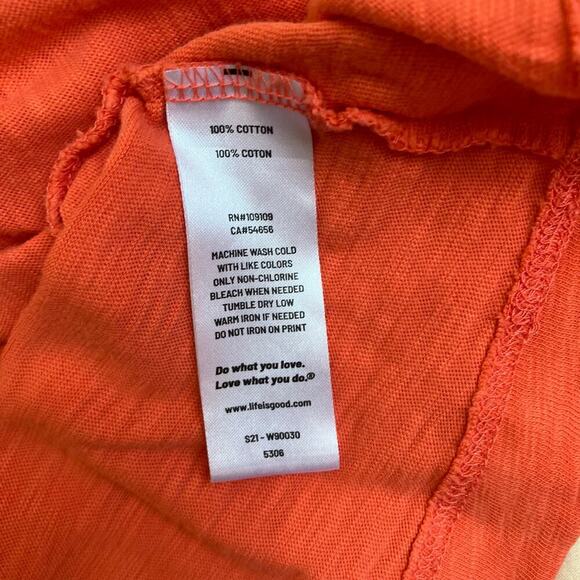 100% COTTON
100% COTON
RN#109109
CA#54656
MACHINE WASH COLD
WITH LIKE COLORS
ONLY NON-CHLORINE
BLEACH WHEN NEEDED
TUMBLE DRY LOW
WARM IRON IF NEEDED
DO NOT IRON ON PRINT
Do what you love.
Love what you do.®
www.lifeisgood.com
S21 - W90030
5306